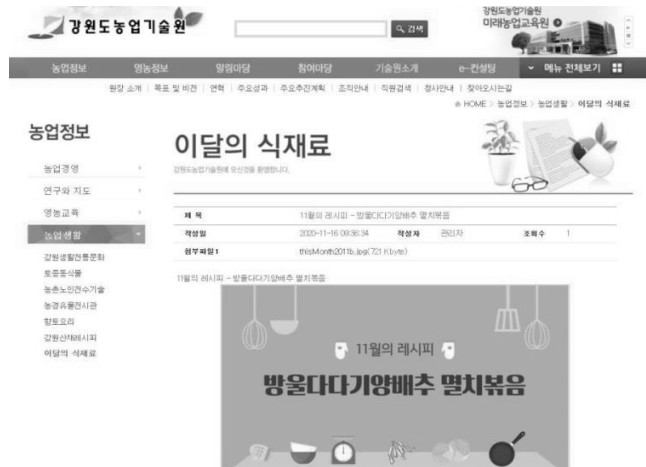 강원도농업기술원
검색
강원도농업기술원
미래농업교육원
농업정보 영농정보 알림마당 참여마당 기술원소개 e-컨설팅 메뉴 전체보기
원장 소개 | 목표 및 비전 | 연혁 | 주요성과 | 주요추진계획 | 조직안내 | 직원검색 | 청사안내 | 찾아오시는길
HOME > 농업정보 > 농업생활 > 이달의 식재료
농업정보
농업경영
연구와 지도
영농교육
농업생활
강원생활전통문화
토종동식물
농촌노인전수기술
농경유물전시관
향토요리
강원산채레시피
이달의 식재료
이달의 식재료
강원도농업기술원에 오신것을 환영합니다.
제 목 11월의 레시피 - 방울다다기양배추 멸치볶음
작성일 2020-11-16 09:36:34 작성자 관리자 조회수 1
첨부파일1 thisMonth2011b.jpg(721 Kbyte)
11월의 레시피 - 방울다다기양배추 멸치볶음
11월의 레시피
방울다다기양배추 멸치볶음